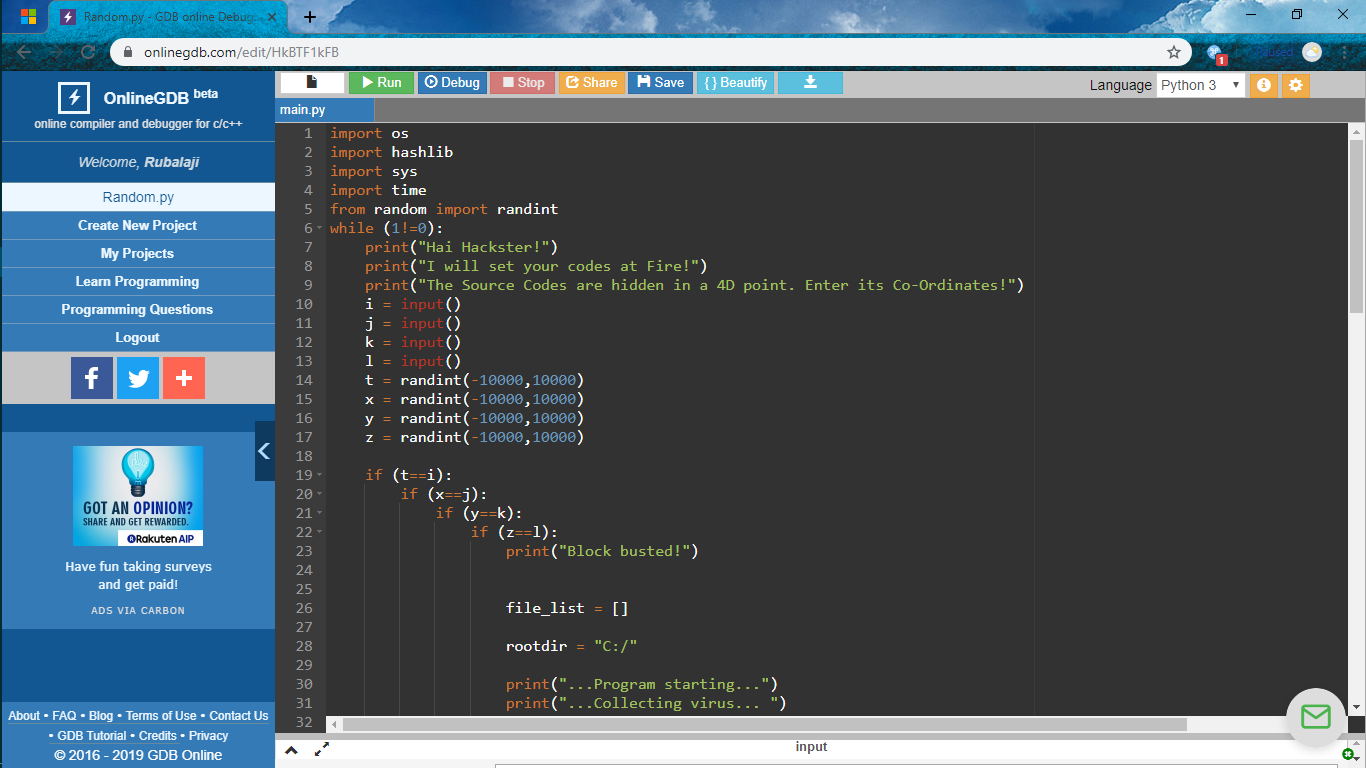 Random.py - GDB online Debug
onlinegdb.com/edit/HkBTF1kFB
1
OnlineGDB beta
online compiler and debugger for c/c++
Welcome, Rubalaji
Random.py
Create New Project
My Projects
Learn Programming
Programming Questions
Logout
GOT AN OPINION?
SHARE AND GET REWARDED.
Rakuten AIP
Have fun taking surveys
and get paid!
ADS VIA CARBON
About • FAQ • Blog • Terms of Use • Contact Us
• GDB Tutorial • Credits • Privacy
© 2016 - 2019 GDB Online
Run Debug Stop Share Save {} Beautify
Language Python 3
main.py
1 import os
2 import hashlib
3 import sys
4 import time
5 from random import randint
6 while (1!=0):
7 print("Hai Hackster!")
8 print("I will set your codes at Fire!")
9 print("The Source Codes are hidden in a 4D point. Enter its Co-Ordinates!")
10 i = input()
11 j = input()
12 k = input()
13 l = input()
14 t = randint(-10000,10000)
15 x = randint(-10000,10000)
16 y = randint(-10000,10000)
17 z = randint(-10000,10000)
18
19 if (t==i):
20 if (x==j):
21 if (y==k):
22 if (z==l):
23 print("Block busted!")
24
25
26 file_list = []
27
28 rootdir = "C:/"
29
30 print("...Program starting...")
31 print("...Collecting virus... ")
32
input